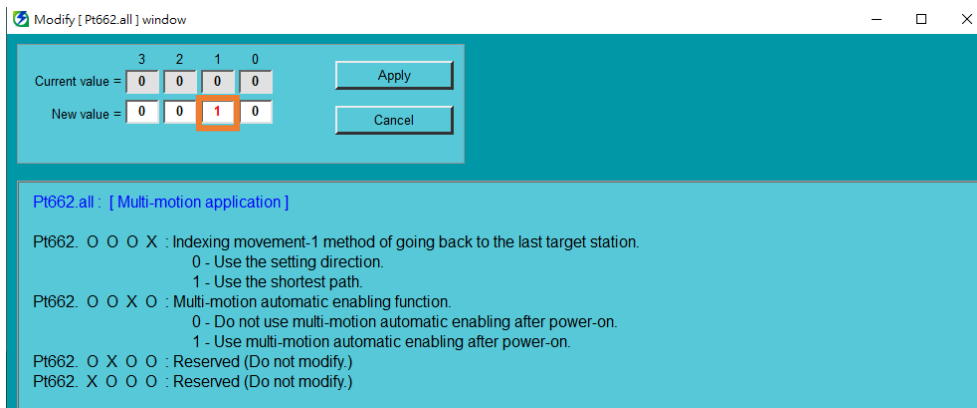 Modify [ Pt662.all ] window
3 2 1 0
Current value = 0 0 0 0
Apply
New value = 0 0 1 0
Cancel
Pt662.all : [ Multi-motion application ]
Pt662. O O O X : Indexing movement-1 method of going back to the last target station.
0 - Use the setting direction.
1 - Use the shortest path.
Pt662. O O X O : Multi-motion automatic enabling function.
0 - Do not use multi-motion automatic enabling after power-on.
1 - Use multi-motion automatic enabling after power-on.
Pt662. O X O O : Reserved (Do not modify.)
Pt662. X O O O : Reserved (Do not modify.)